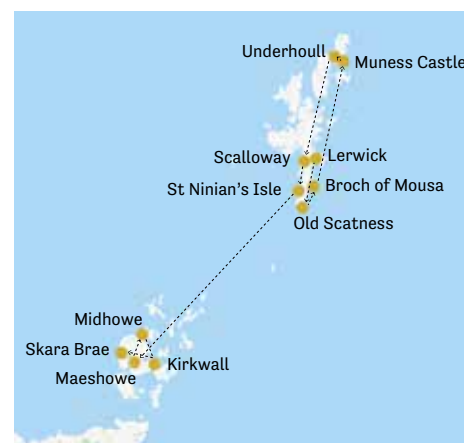 Underhoull
Muness Castle
Scalloway
Lerwick
St Ninian's Isle
Broch of Mousa
Old Scatness
Midhowe
Skara Brae
Maeshowe
Kirkwall